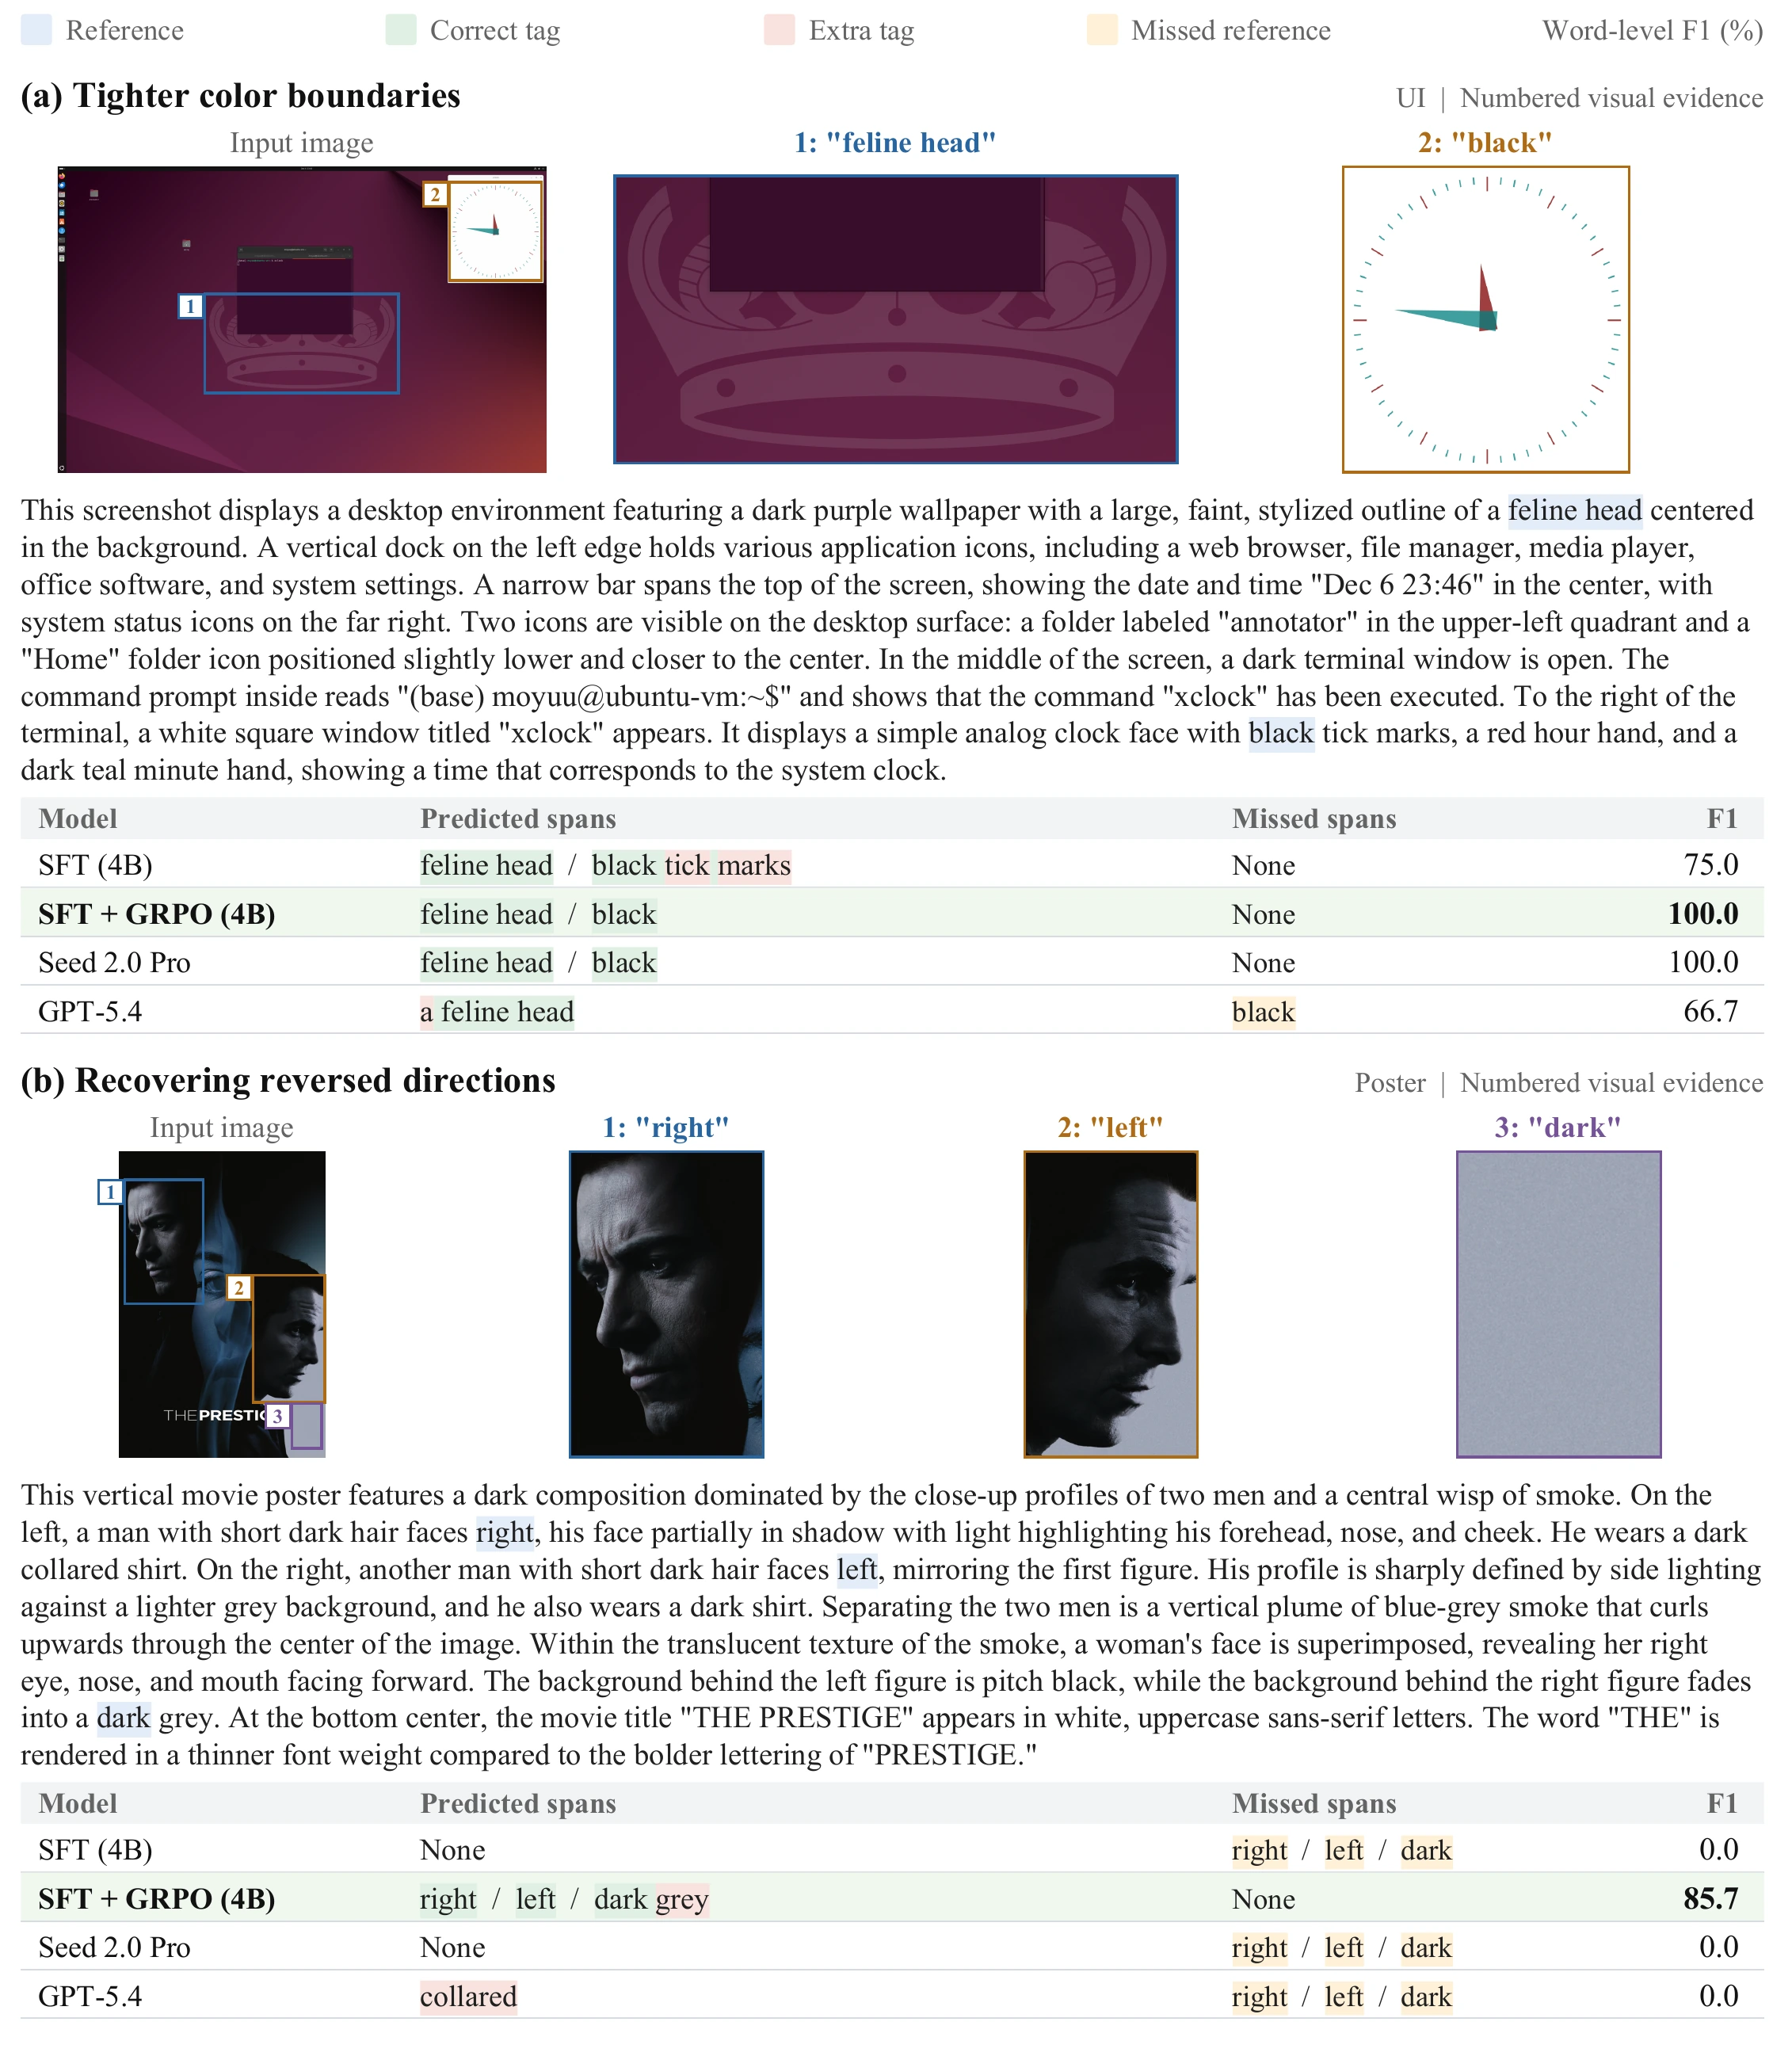 Reference Correct tag Extra tag Missed reference Word-level F1 (%)
(a) Tighter color boundaries UI | Numbered visual evidence
Input image 1: "feline head" 2: "black"
1
2
This screenshot displays a desktop environment featuring a dark purple wallpaper with a large, faint, stylized outline of a feline head centered
in the background. A vertical dock on the left edge holds various application icons, including a web browser, file manager, media player,
office software, and system settings. A narrow bar spans the top of the screen, showing the date and time "Dec 6 23:46" in the center, with
system status icons on the far right. Two icons are visible on the desktop surface: a folder labeled "annotator" in the upper-left quadrant and a
"Home" folder icon positioned slightly lower and closer to the center. In the middle of the screen, a dark terminal window is open. The
command prompt inside reads "(base) moyuu@ubuntu-vm:~$" and shows that the command "xclock" has been executed. To the right of the
terminal, a white square window titled "xclock" appears. It displays a simple analog clock face with black tick marks, a red hour hand, and a
dark teal minute hand, showing a time that corresponds to the system clock.
Model Predicted spans Missed spans F1
SFT (4B) feline head / black tick marks None 75.0
SFT + GRPO (4B) feline head / black None 100.0
Seed 2.0 Pro feline head / black None 100.0
GPT-5.4 a feline head black 66.7
(b) Recovering reversed directions Poster | Numbered visual evidence
Input image 1: "right" 2: "left" 3: "dark"
1
2
THE PRESTIG 3
This vertical movie poster features a dark composition dominated by the close-up profiles of two men and a central wisp of smoke. On the
left, a man with short dark hair faces right, his face partially in shadow with light highlighting his forehead, nose, and cheek. He wears a dark
collared shirt. On the right, another man with short dark hair faces left, mirroring the first figure. His profile is sharply defined by side lighting
against a lighter grey background, and he also wears a dark shirt. Separating the two men is a vertical plume of blue-grey smoke that curls
upwards through the center of the image. Within the translucent texture of the smoke, a woman's face is superimposed, revealing her right
eye, nose, and mouth facing forward. The background behind the left figure is pitch black, while the background behind the right figure fades
into a dark grey. At the bottom center, the movie title "THE PRESTIGE" appears in white, uppercase sans-serif letters. The word "THE" is
rendered in a thinner font weight compared to the bolder lettering of "PRESTIGE."
Model Predicted spans Missed spans F1
SFT (4B) None right / left / dark 0.0
SFT + GRPO (4B) right / left / dark grey None 85.7
Seed 2.0 Pro None right / left / dark 0.0
GPT-5.4 collared right / left / dark 0.0